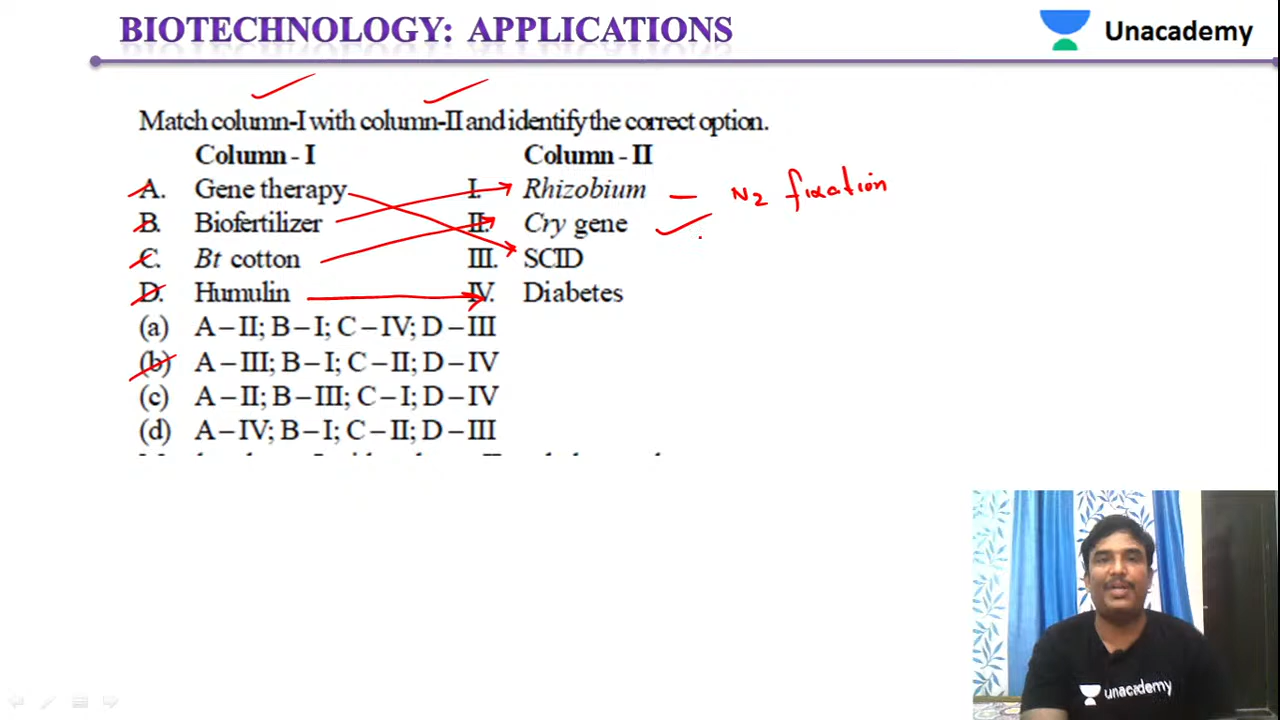 BIOTECHNOLOGY: APPLICATIONS
Unacademy
Match column-I with column-II and identify the correct option.
Column - I Column - II
A. Gene therapy I. Rhizobium — N2 fixation
B. Biofertilizer II. Cry gene
C. Bt cotton III. SCID
D. Humulin IV. Diabetes
(a) A – II; B – I; C – IV; D – III
(b) A – III; B – I; C – II; D – IV
(c) A – II; B – III; C – I; D – IV
(d) A – IV; B – I; C – II; D – III
unacademy